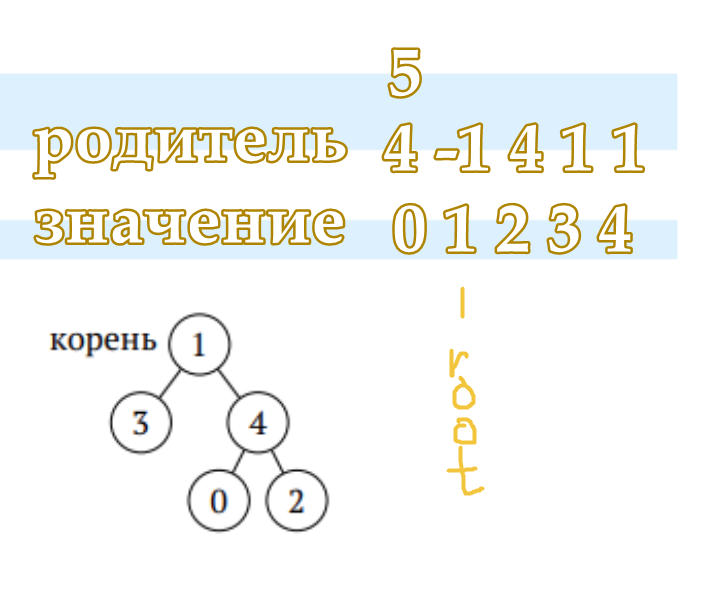 5
родитель 4 -1 4 1 1
значение 0 1 2 3 4
корень 1
3 4
0 2
root